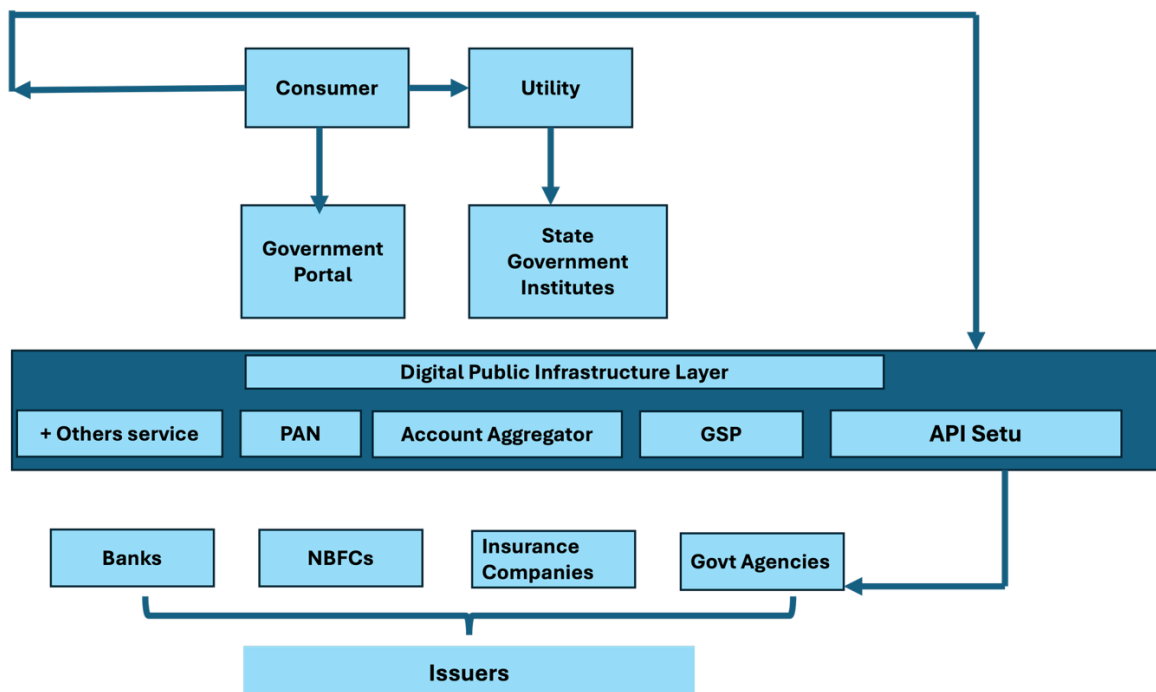 Consumer
Utility
Government
Portal
State
Government
Institutes
Digital Public Infrastructure Layer
+ Others service
PAN
Account Aggregator
GSP
API Setu
Banks
NBFCs
Insurance
Companies
Govt Agencies
Issuers